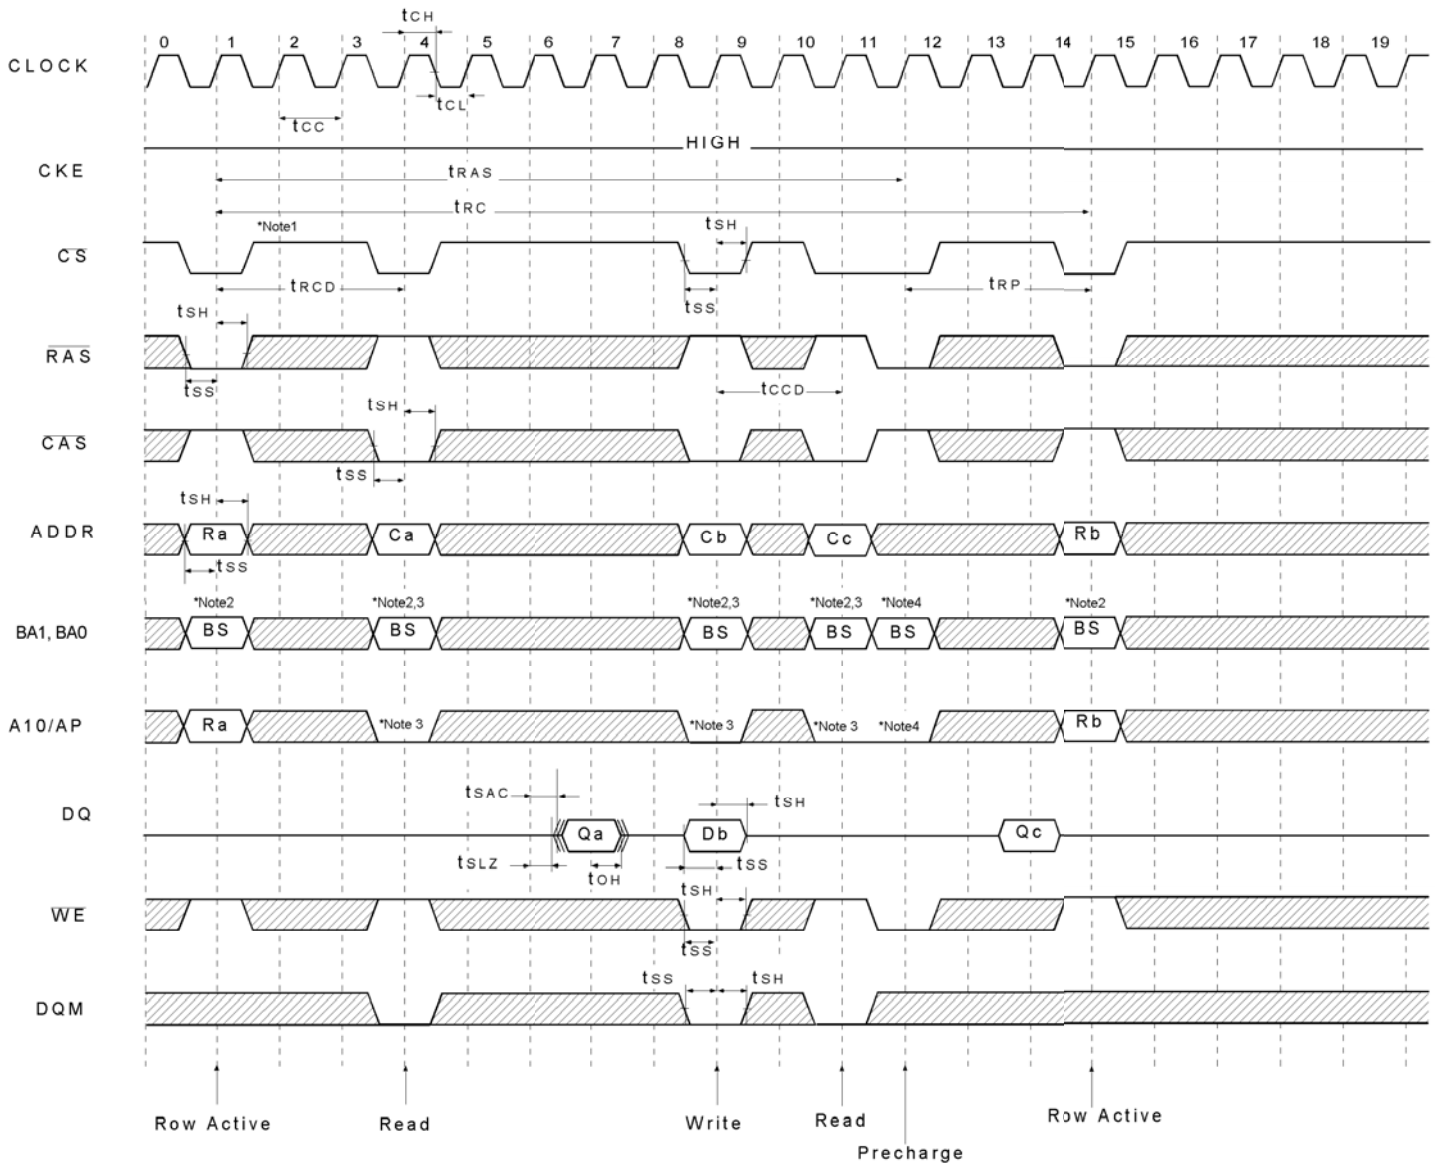 tCH
0 1 2 3 4 5 6 7 8 9 10 11 12 13 14 15 16 17 18 19
CLOCK
tCL
tCC
HIGH
CKE
tRAS
tRC
*Note1 tSH
CS
tRCD tRP
tSS
tSH
RAS
tSS tCCD
tSH
CAS
tSS
tSH
ADDR Ra Ca Cb Cc Rb
tSS
*Note2 *Note2,3 *Note2,3 *Note2,3 *Note4 *Note2
BA1, BA0 BS BS BS BS BS BS
A10/AP Ra *Note 3 *Note 3 *Note 3 *Note4 Rb
tSAC tSH
DQ
Qa Db Qc
tSLZ tOH tSS
tSH
WE
tSS
tSS tSH
DQM
Row Active Read Write Read Row Active
Precharge